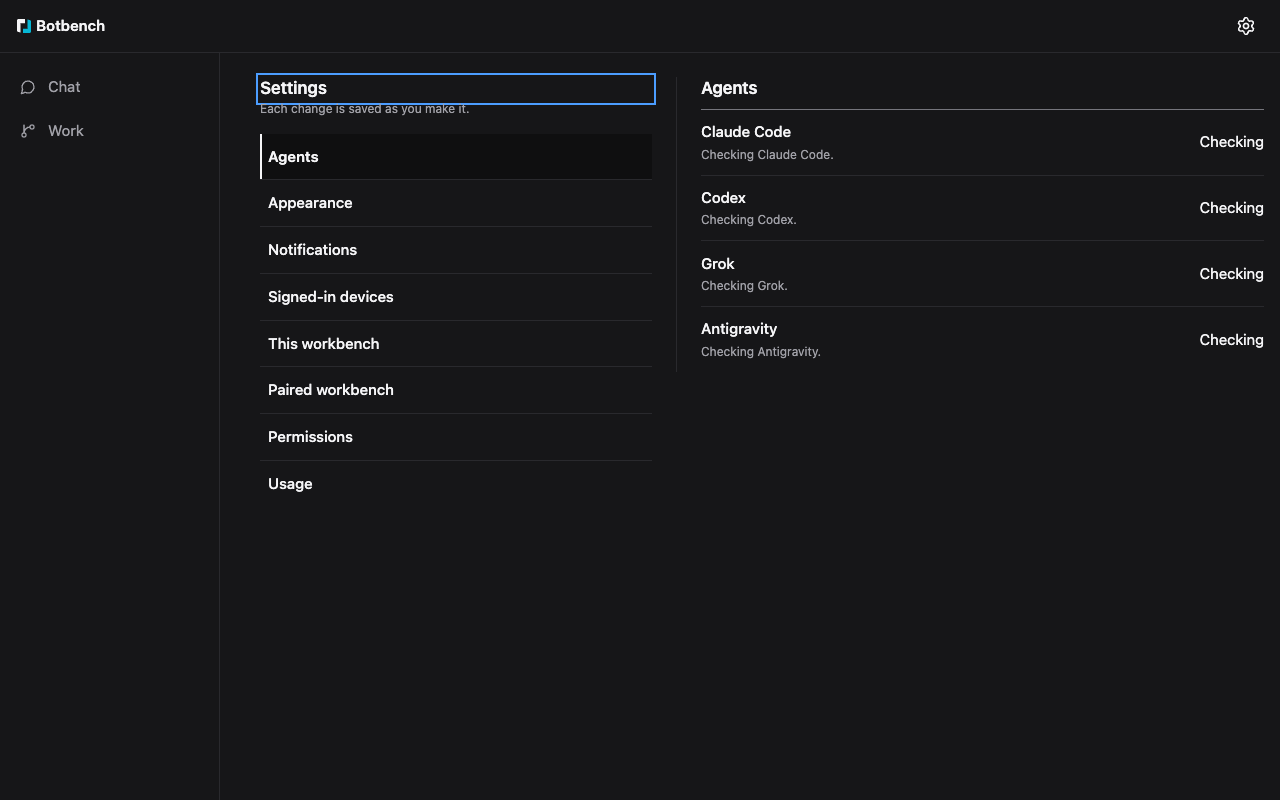 Botbench
Chat
Work
Settings
Each change is saved as you make it.
Agents
Appearance
Notifications
Signed-in devices
This workbench
Paired workbench
Permissions
Usage
Agents
Claude Code
Checking Claude Code.
Checking
Codex
Checking Codex.
Checking
Grok
Checking Grok.
Checking
Antigravity
Checking Antigravity.
Checking